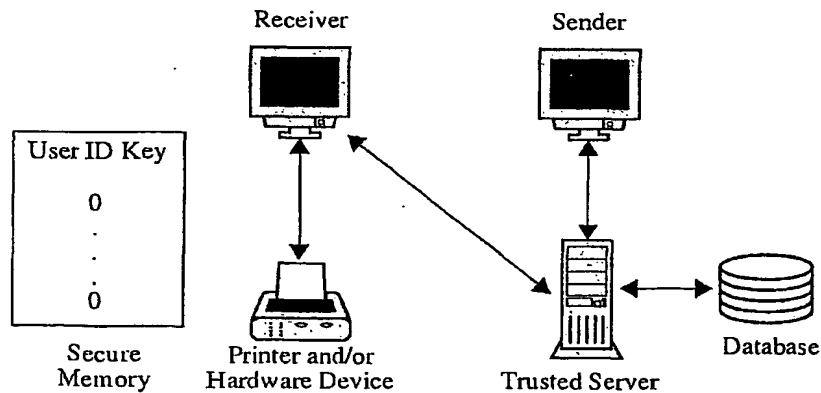 Receiver
Sender
User ID Key
0
.
.
.
0
Secure
Memory
Printer and/or
Hardware Device
Trusted Server
Database